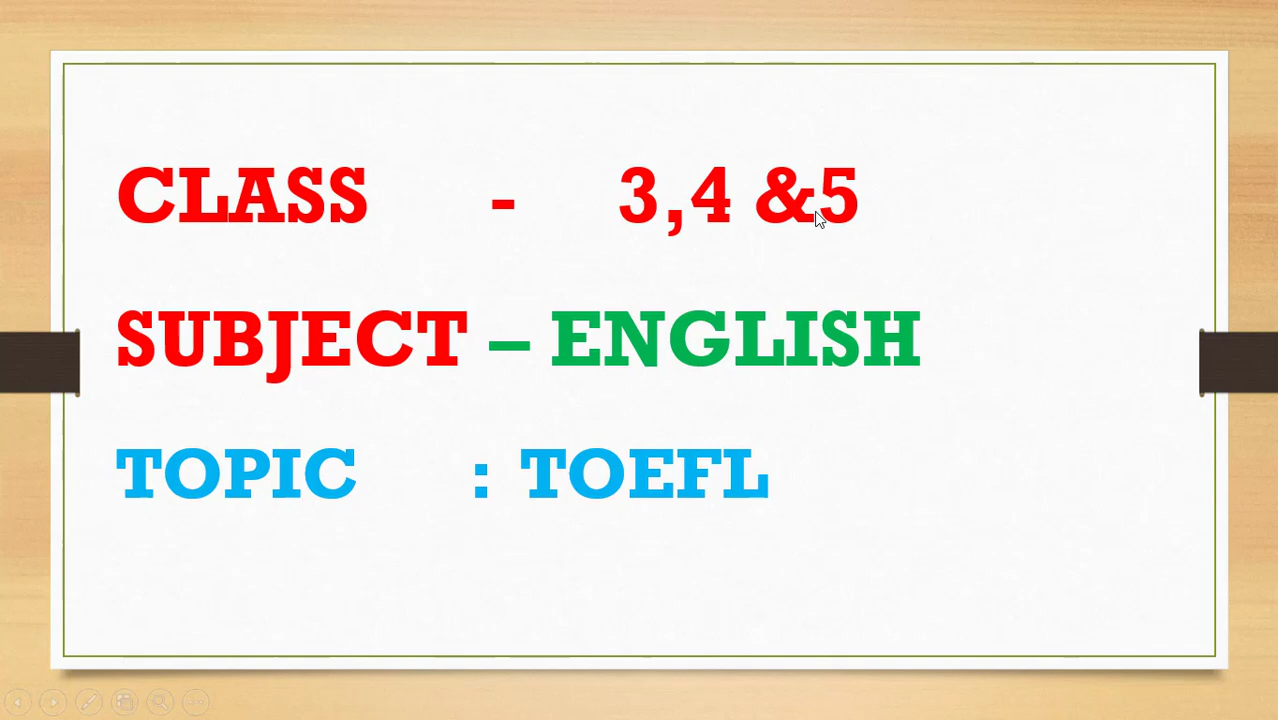 CLASS - 3,4 &5
SUBJECT – ENGLISH
TOPIC : TOEFL